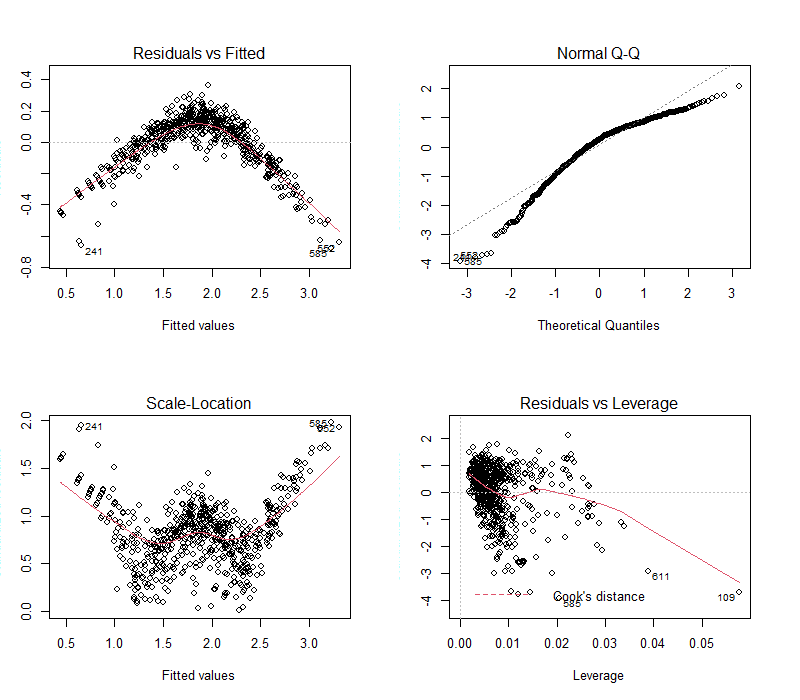 Residuals vs Fitted
0.4
0.2
0.0
-0.4
-0.8
241
552
585
0.5 1.0 1.5 2.0 2.5 3.0
Fitted values
Normal Q-Q
2
1
0
-1
-2
-3
-4
585
-3 -2 -1 0 1 2 3
Theoretical Quantiles
Scale-Location
2.0
1.5
1.0
0.5
0.0
241
585
552
0.5 1.0 1.5 2.0 2.5 3.0
Fitted values
Residuals vs Leverage
2
1
0
-1
-2
-3
-4
611
109
Cook's distance
585
0.00 0.01 0.02 0.03 0.04 0.05
Leverage